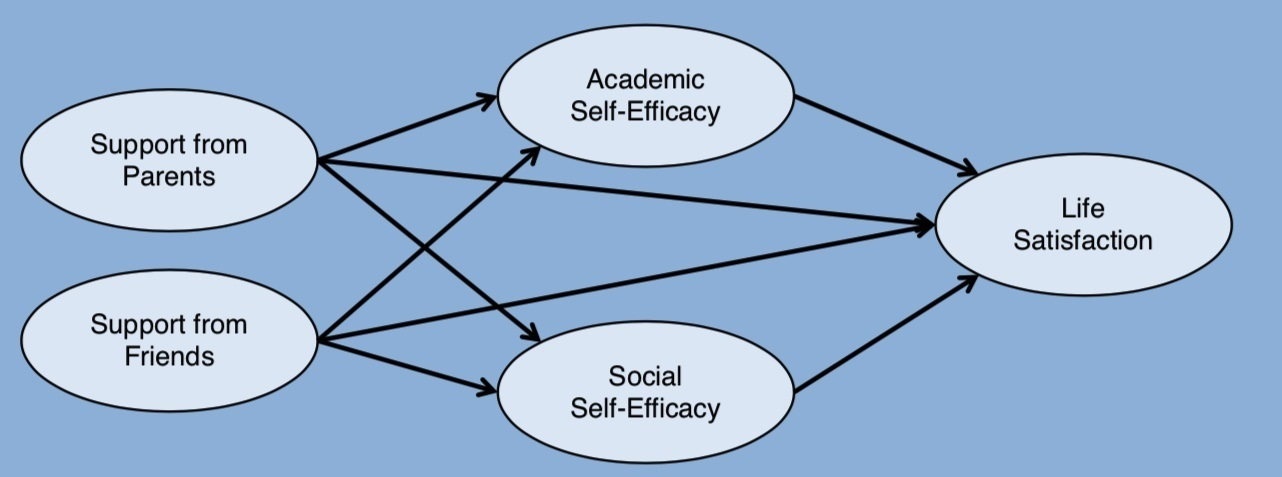 Support from
Parents
Support from
Friends
Academic
Self-Efficacy
Social
Self-Efficacy
Life
Satisfaction